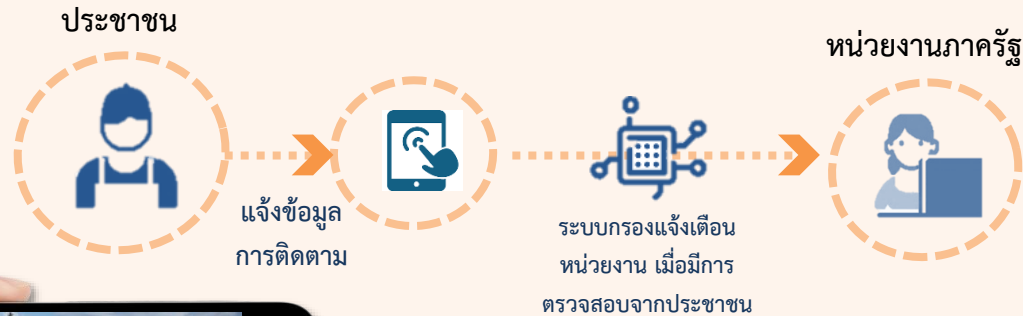 ประชาชน
หน่วยงานภาครัฐ
แจ้งข้อมูล
การติดตาม
ระบบกรองแจ้งเตือน
หน่วยงาน เมื่อมีการ
ตรวจสอบจากประชาชน